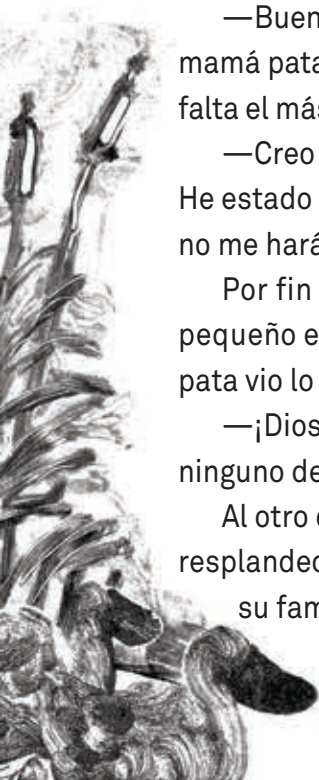 —Buen
mamá pata
falta el más
—Creo
He estado
no me hará
Por fin
pequeño e
pata vio lo
—¡Dios
ninguno de
Al otro
resplandec
su fam